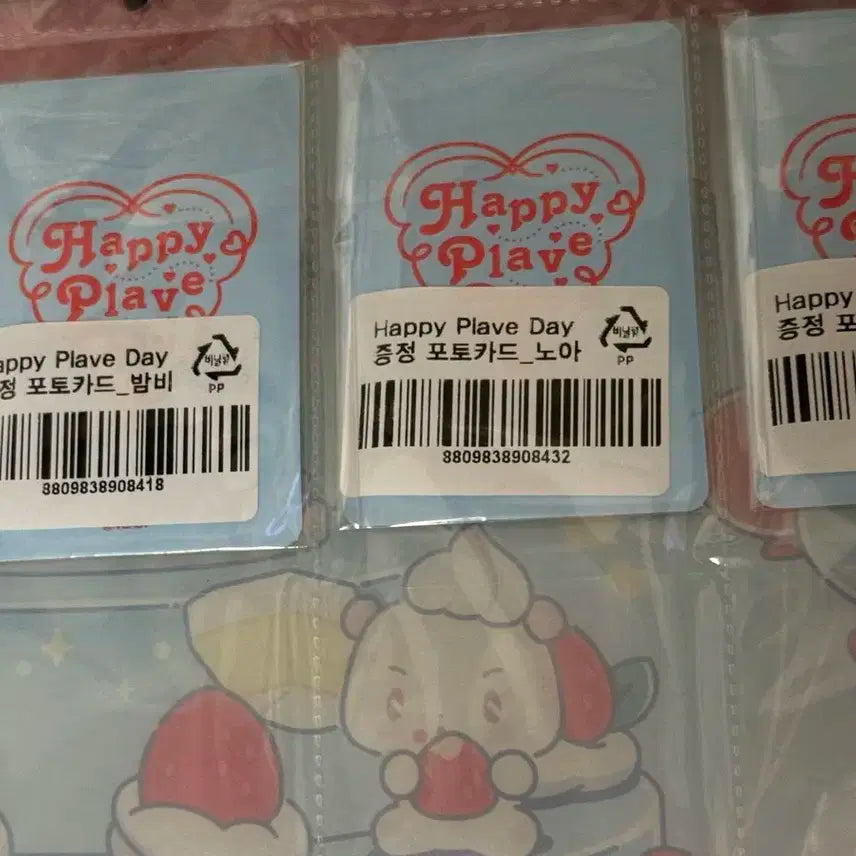 Happy
Plave
appy Plave Day
정 포토카드_밤비
비닐류
PP
8809838908418
Happy
Plave
Happy Plave Day
증정 포토카드_노아
비닐류
PP
8809838908432
Happy
증정 포